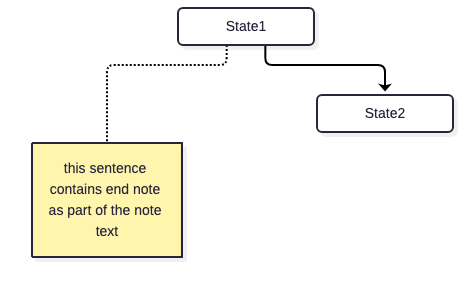 State1
State2
this sentence
contains end note
as part of the note
text